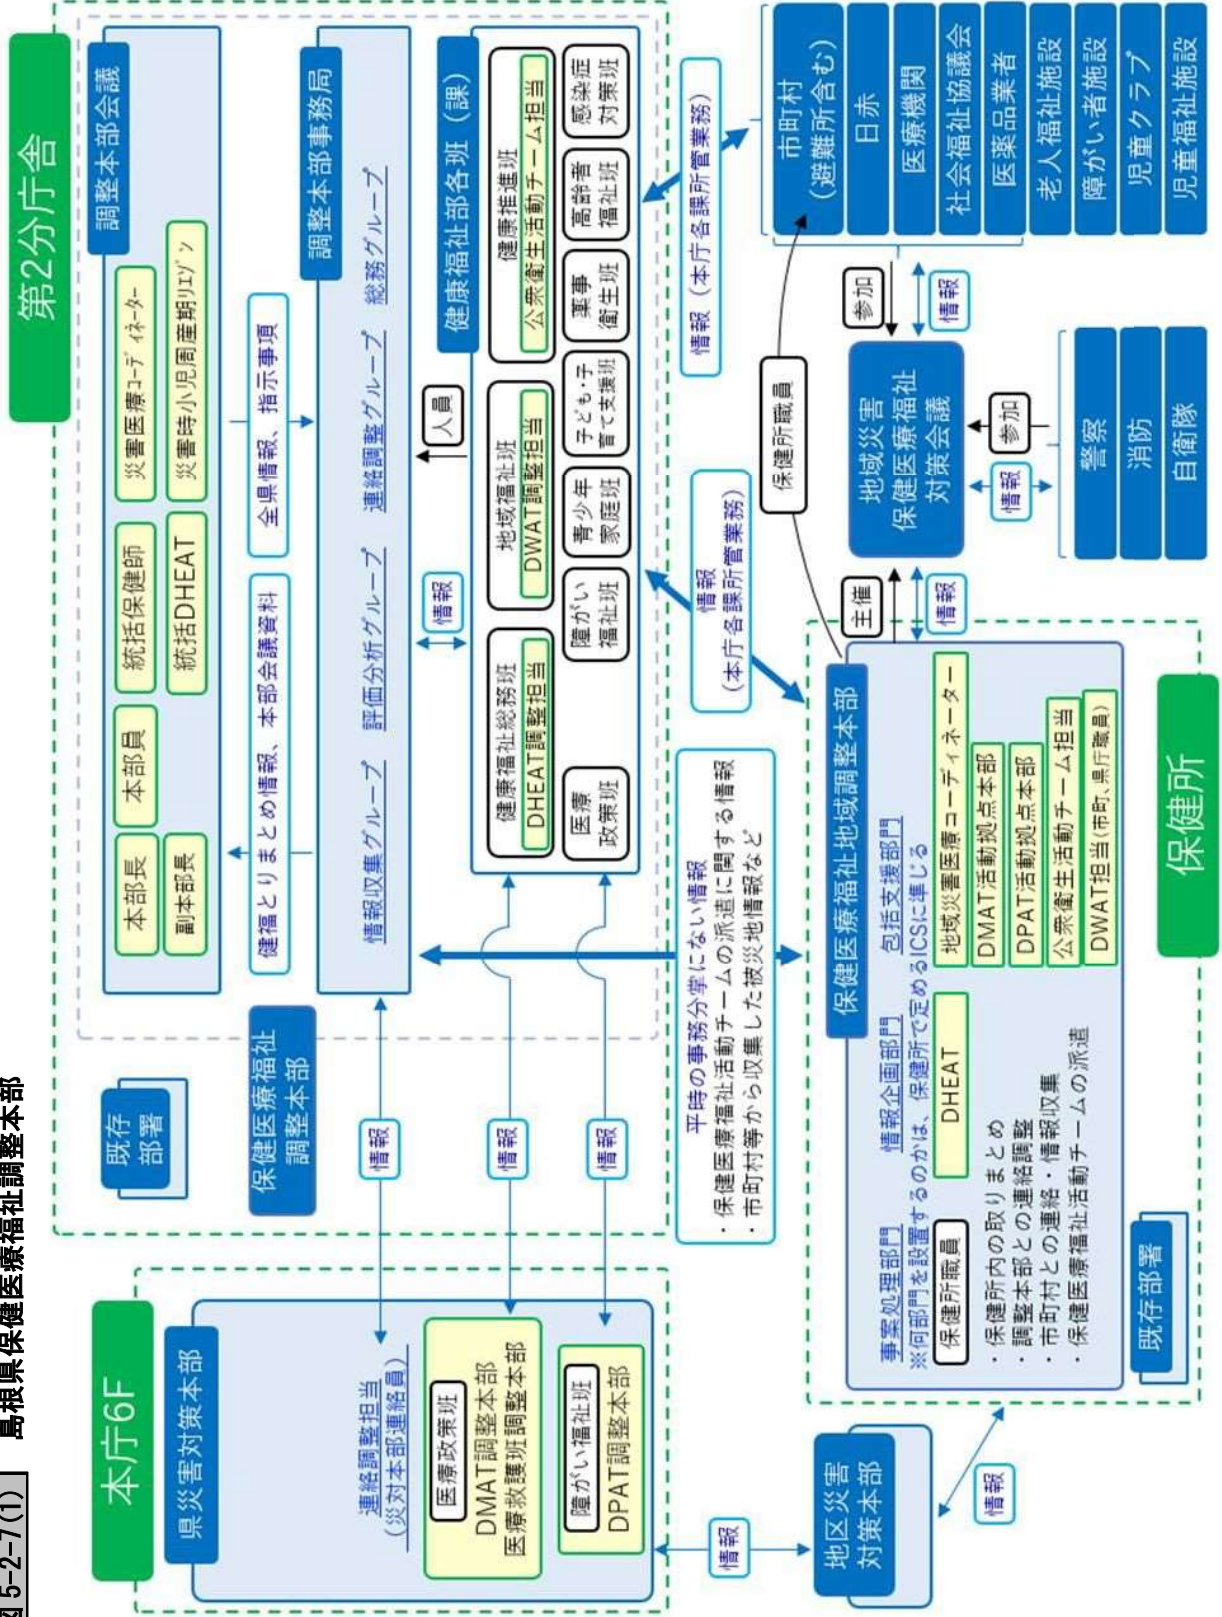 図 5-2-7(1)
島根県保健医療福祉調整本部
本庁6F
県災害対策本部
連絡調整担当
（災対本部連絡員）
医療政策班
DMAT調整本部
医療救護班調整本部
障がい福祉班
DPAT調整本部
情報
情報
情報
情報
地区災害
対策本部
情報
第2分庁舎
既存
部署
保健医療福祉
調整本部
調整本部会議
本部長
本部員
統括保健師
災害医療コーディネーター
副本部長
統括DHEAT
災害時小児周産期リエゾン
健福とりまとめ情報、本部会議資料
全県情報、指示事項
調整本部事務局
情報収集グループ
評価分析グループ
連絡調整グループ
総務グループ
情報
人員
健康福祉部各班（課）
健康福祉総務班
DHEAT調整担当
地域福祉班
DWAT調整担当
健康推進班
公衆衛生活動チーム担当
医療
政策班
障がい
福祉班
青少年
家庭班
子ども・子
育て支援班
薬事
衛生班
高齢者
福祉班
感染症
対策班
平時の事務分掌にない情報
・保健医療福祉活動チームの派遣に関する情報
・市町村等から収集した被災地情報など
情報
（本庁各課所管業務）
情報（本庁各課所管業務）
保健医療福祉地域調整本部
事案処理部門
情報企画部門
包括支援部門
※何部門を設置するのかは、保健所で定めるICSに準じる
保健所職員
DHEAT
地域災害医療コーディネーター
DMAT活動拠点本部
DPAT活動拠点本部
公衆衛生活動チーム担当
DWAT担当(市町､県庁職員)
・保健所内の取りまとめ
・調整本部との連絡調整
・市町村との連絡・情報収集
・保健医療福祉活動チームの派遣
既存部署
保健所
主催
情報
保健所職員
地域災害
保健医療福祉
対策会議
参加
情報
情報
参加
警察
消防
自衛隊
市町村
（避難所含む）
日赤
医療機関
社会福祉協議会
医薬品業者
老人福祉施設
障がい者施設
児童クラブ
児童福祉施設